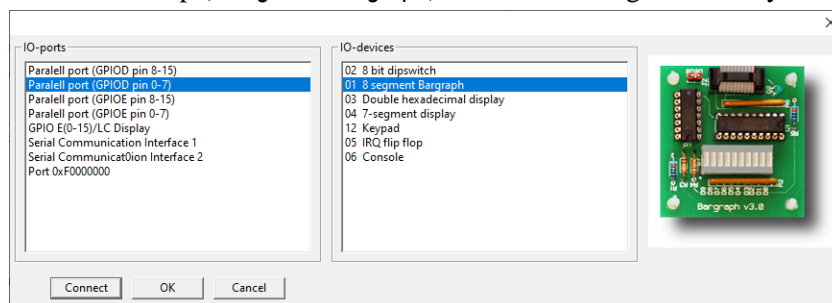 IO-ports
Paralell port (GPIOD pin 8-15)
Paralell port (GPIOD pin 0-7)
Paralell port (GPIOE pin 8-15)
Paralell port (GPIOE pin 0-7)
GPIO E(0-15)/LC Display
Serial Communication Interface 1
Serial Communicat0ion Interface 2
Port 0xF0000000
IO-devices
02 8 bit dipswitch
01 8 segment Bargraph
03 Double hexadecimal display
04 7-segment display
12 Keypad
05 IRQ flip flop
06 Console
Bargraph v3.0
Connect
OK
Cancel